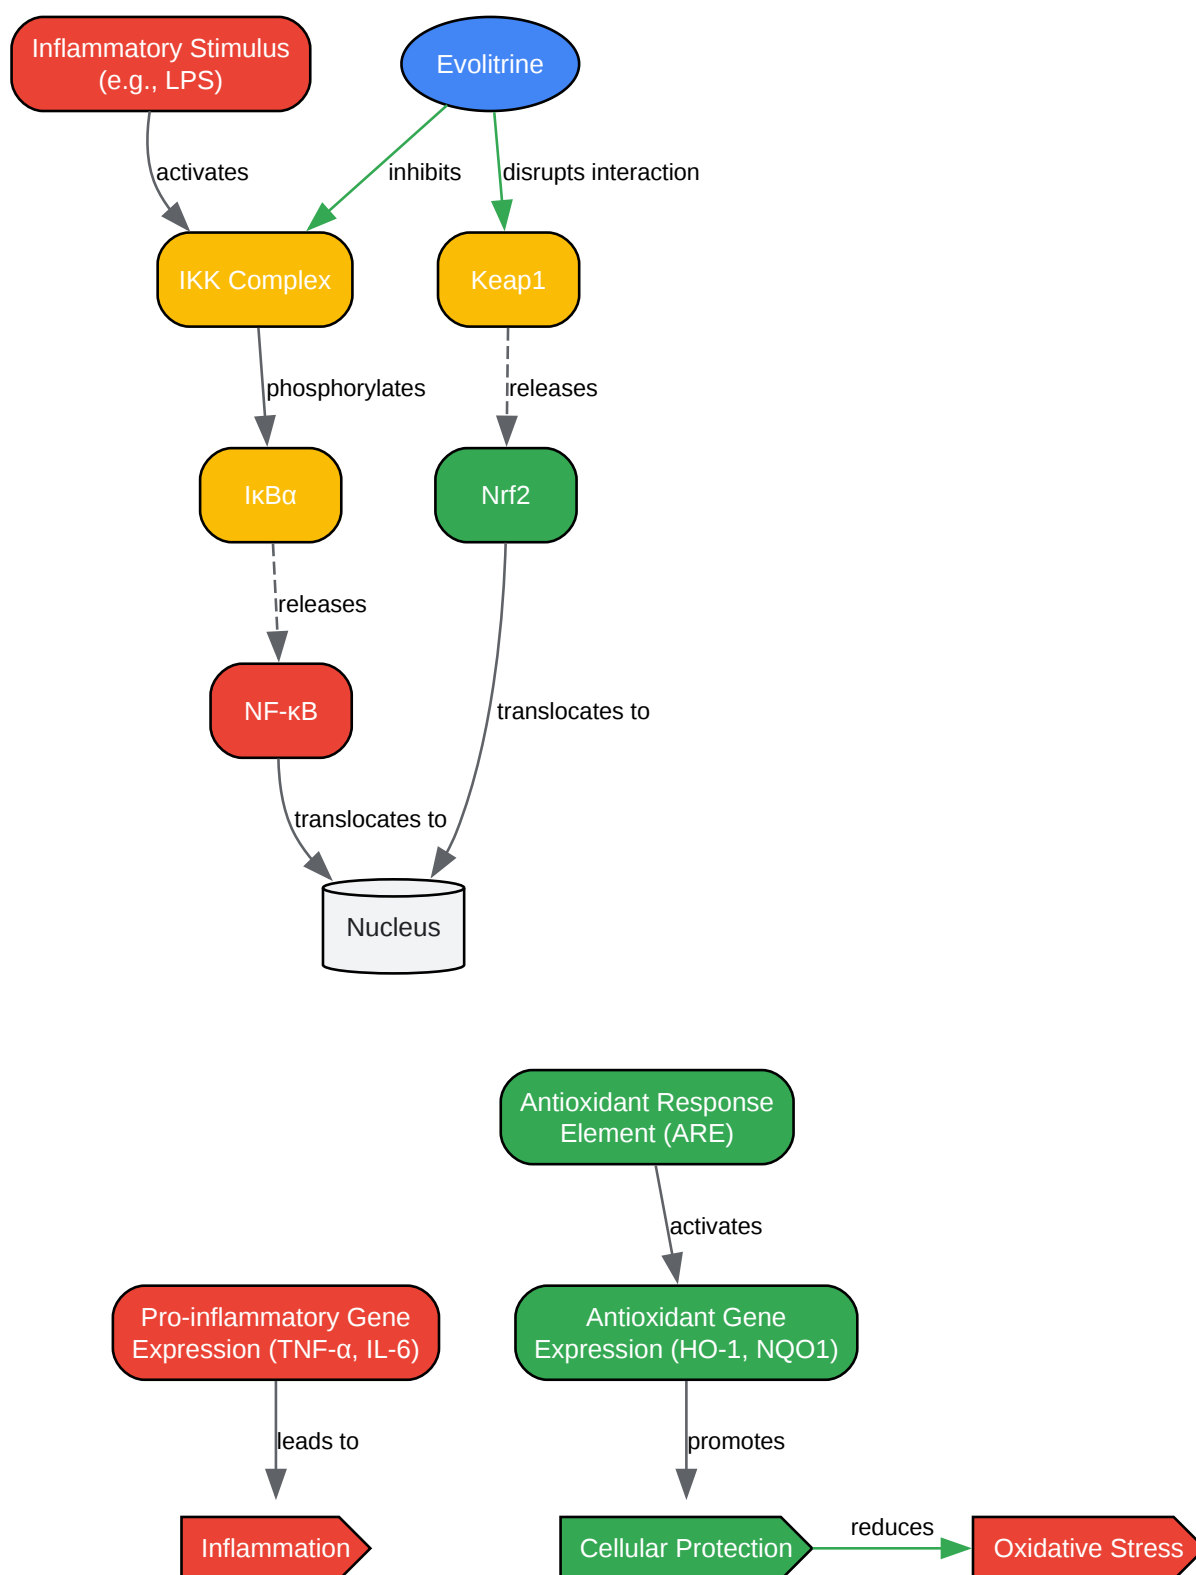 Inflammatory Stimulus
(e.g., LPS)
Evolitrine
activates
inhibits
disrupts interaction
IKK Complex
Keap1
phosphorylates
releases
IκBα
Nrf2
releases
NF-κB
translocates to
translocates to
Nucleus
Antioxidant Response
Element (ARE)
activates
Pro-inflammatory Gene
Expression (TNF-α, IL-6)
Antioxidant Gene
Expression (HO-1, NQO1)
leads to
promotes
Inflammation
Cellular Protection
reduces
Oxidative Stress